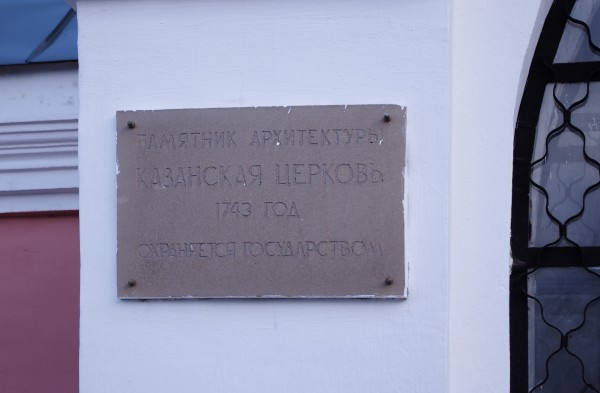 ПАМЯТНИК АРХИТЕКТУРЫ
КАЗАНСКАЯ ЦЕРКОВЬ
1743 ГОД
ОХРАНЯЕТСЯ ГОСУДАРСТВОМ